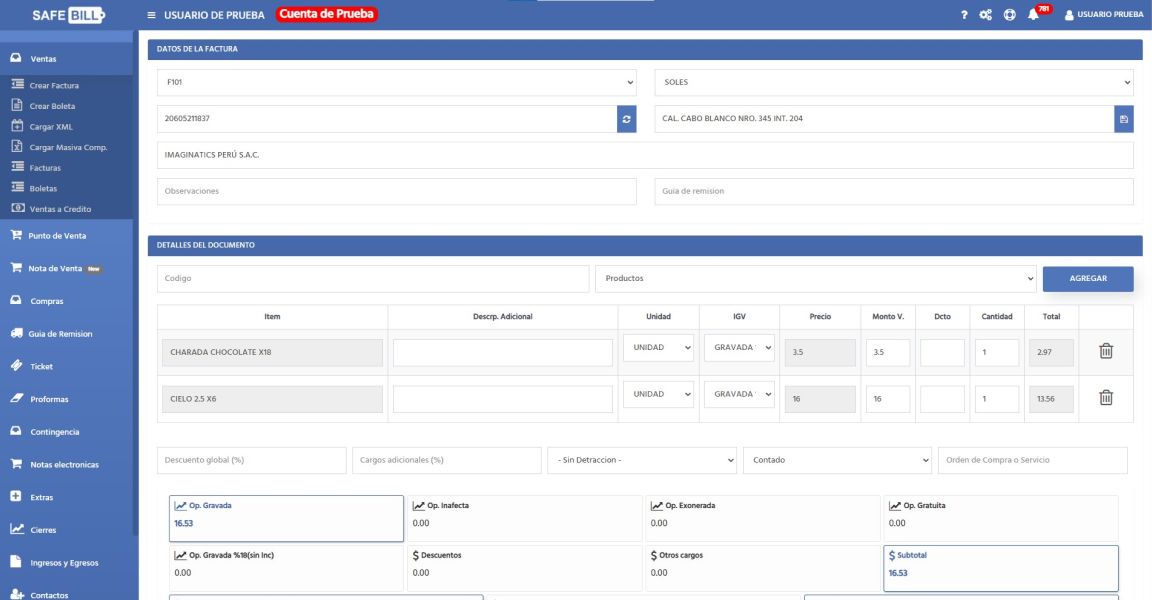 SAFE BILL
USUARIO DE PRUEBA Cuenta de Prueba
? 781 USUARIO PRUEBA
Ventas
Crear Factura
Crear Boleta
Cargar XML
Cargar Masiva Comp.
Facturas
Boletas
Ventas a Credito
Punto de Venta
Nota de Venta New
Compras
Guia de Remision
Ticket
Proformas
Contingencia
Notas electronicas
Extras
Cierres
Ingresos y Egresos
Contactos
DATOS DE LA FACTURA
F101 SOLES
20605211837 CAL. CABO BLANCO NRO. 345 INT. 204
IMAGINATICS PERÚ S.A.C.
Observaciones Guia de remision
DETALLES DEL DOCUMENTO
Codigo Productos AGREGAR
Item Descrp. Adicional Unidad IGV Precio Monto V. Dcto Cantidad Total
CHARADA CHOCOLATE X18 UNIDAD GRAVADA 3.5 3.5 1 2.97
CIELO 2.5 X6 UNIDAD GRAVADA 16 16 1 13.56
Descuento global (%) Cargos adicionales (%) - Sin Detraccion - Contado Orden de Compra o Servicio
Op. Gravada Op. Inafecta Op. Exonerada Op. Gratuita
16.53 0.00 0.00 0.00
Op. Gravada %18(sin Inc) $ Descuentos $ Otros cargos $ Subtotal
0.00 0.00 0.00 16.53